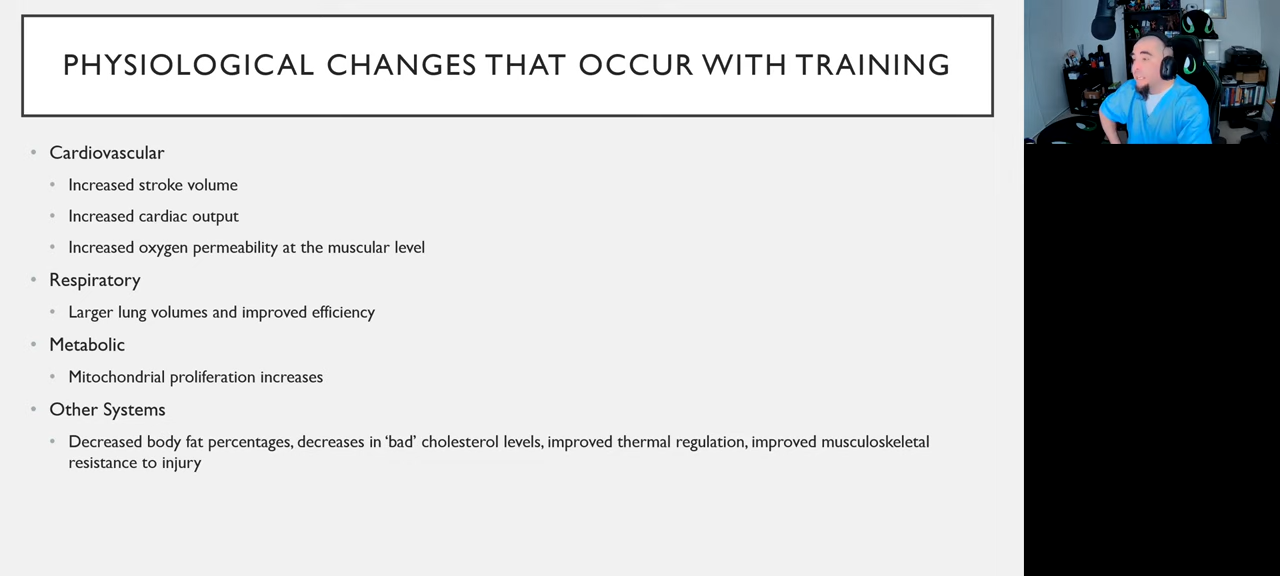 PHYSIOLOGICAL CHANGES THAT OCCUR WITH TRAINING
• Cardiovascular
• Increased stroke volume
• Increased cardiac output
• Increased oxygen permeability at the muscular level
• Respiratory
• Larger lung volumes and improved efficiency
• Metabolic
• Mitochondrial proliferation increases
• Other Systems
• Decreased body fat percentages, decreases in ‘bad’ cholesterol levels, improved thermal regulation, improved musculoskeletal
resistance to injury